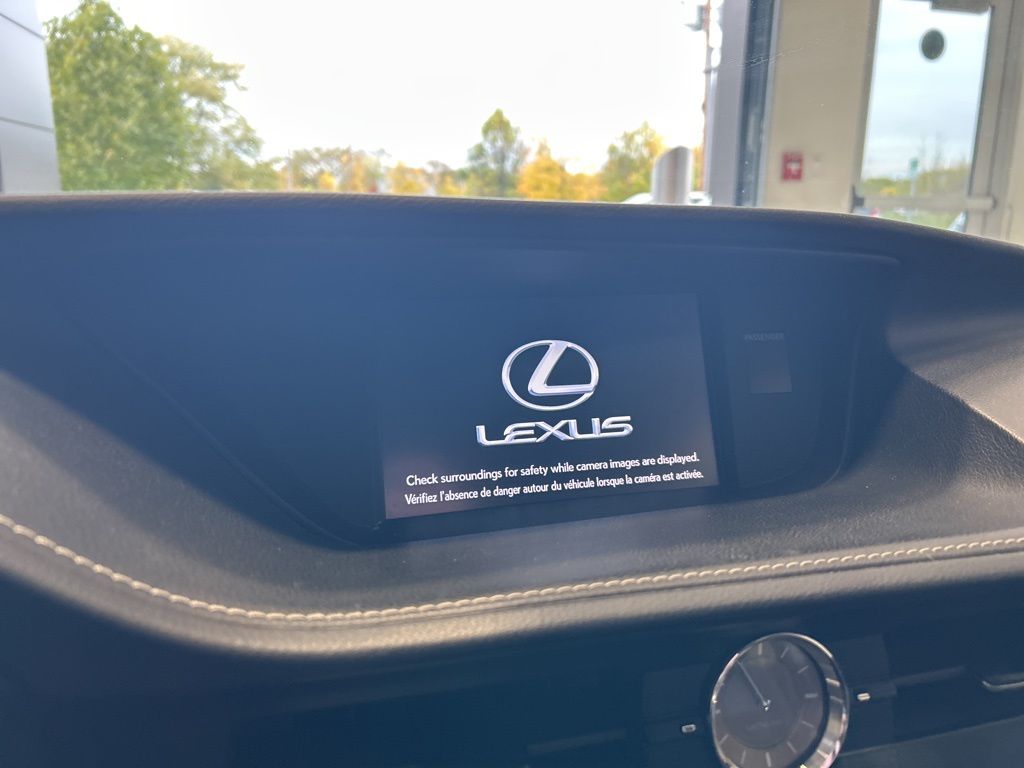 PASSENGER
LEXUS
Check surroundings for safety while camera images are displayed.
Vérifiez l'absence de danger autour du véhicule lorsque la caméra est activée.